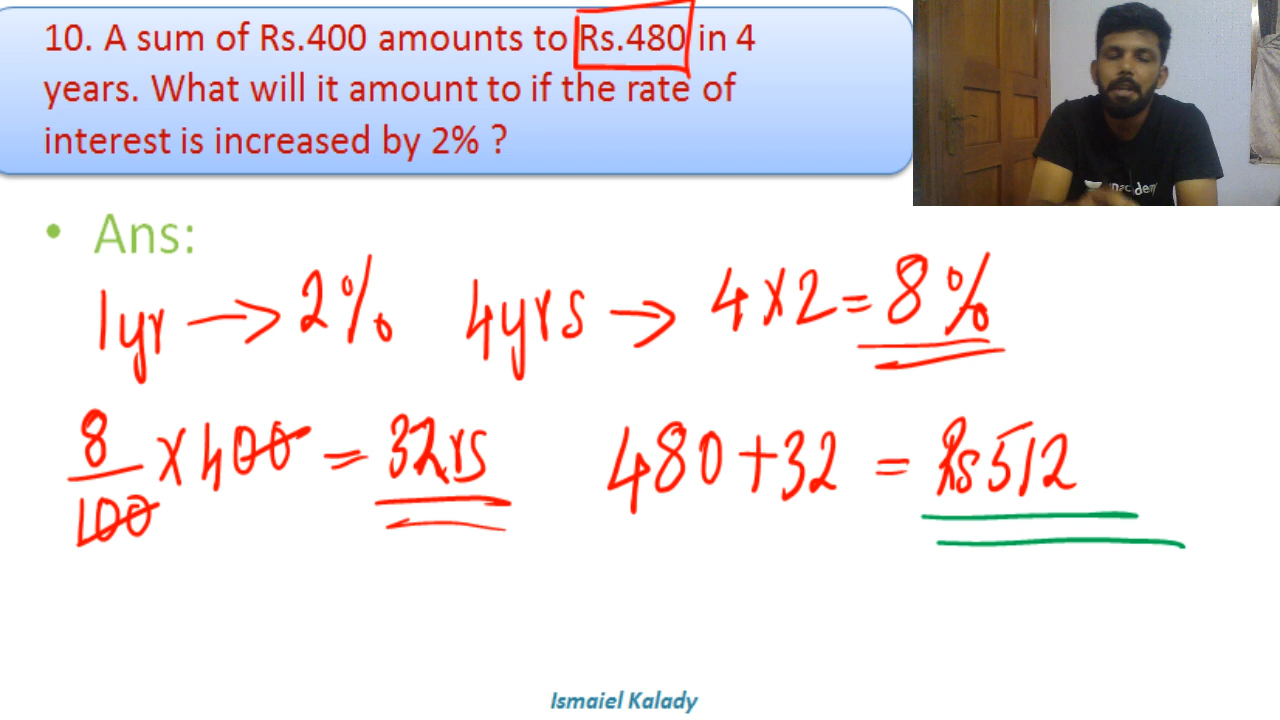 10. A sum of Rs.400 amounts to Rs.480 in 4
years. What will it amount to if the rate of
interest is increased by 2% ?
• Ans:
1yr → 2% 4yrs → 4x2=8%
8/100 x 400 = 32rs 480+32 = Rs 512
Ismaiel Kalady